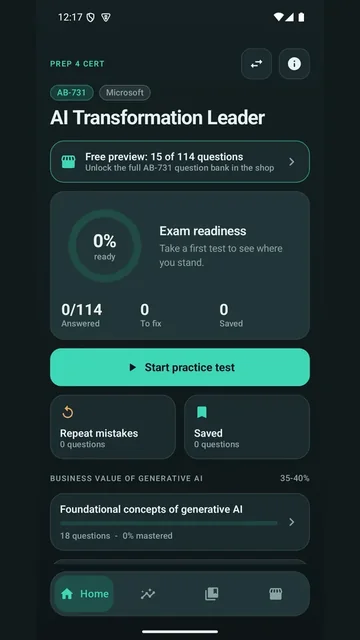 12:17
PREP 4 CERT
AB-731 Microsoft
AI Transformation Leader
Free preview: 15 of 114 questions
Unlock the full AB-731 question bank in the shop
0%
ready
Exam readiness
Take a first test to see where
you stand.
0/114 0 0
Answered To fix Saved
Start practice test
Repeat mistakes
0 questions
Saved
0 questions
BUSINESS VALUE OF GENERATIVE AI 35-40%
Foundational concepts of generative AI
18 questions - 0% mastered
Home